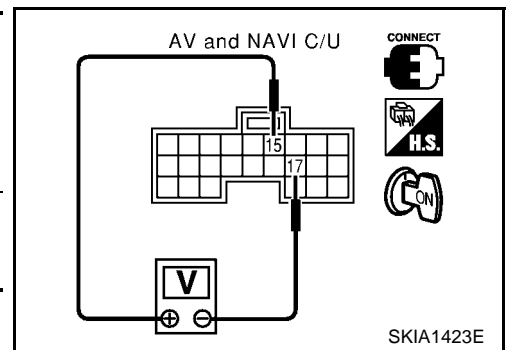 AV and NAVI C/U
CONNECT
15
H.S.
17
ON
V
+ −
SKIA1423E